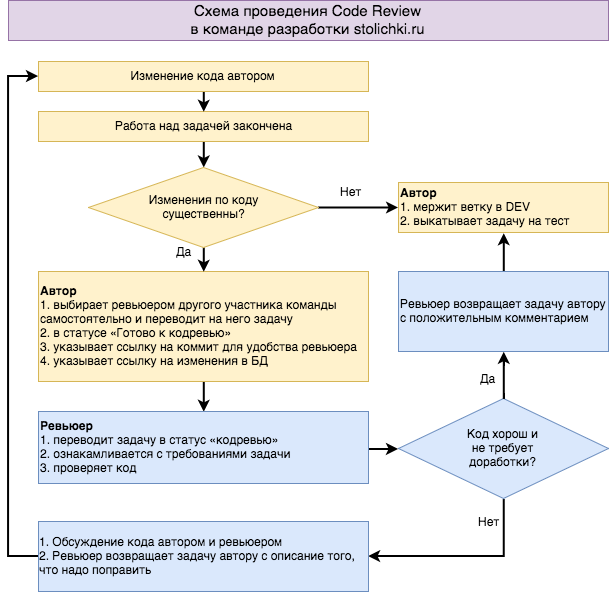 Схема проведения Code Review
в команде разработки stolichki.ru
Изменение кода автором
Работа над задачей закончена
Изменения по коду
существенны?
Нет
Автор
1. мержит ветку в DEV
2. выкатывает задачу на тест
Да
Автор
1. выбирает ревьюером другого участника команды
самостоятельно и переводит на него задачу
2. в статусе «Готово к кодревью»
3. указывает ссылку на коммит для удобства ревьюера
4. указывает ссылку на изменения в БД
Ревьюер возвращает задачу автору
с положительным комментарием
Да
Ревьюер
1. переводит задачу в статус «кодревью»
2. ознакамливается с требованиями задачи
3. проверяет код
Код хорош и
не требует
доработки?
Нет
1. Обсуждение кода автором и ревьюером
2. Ревьюер возвращает задачу автору с описание того,
что надо поправить